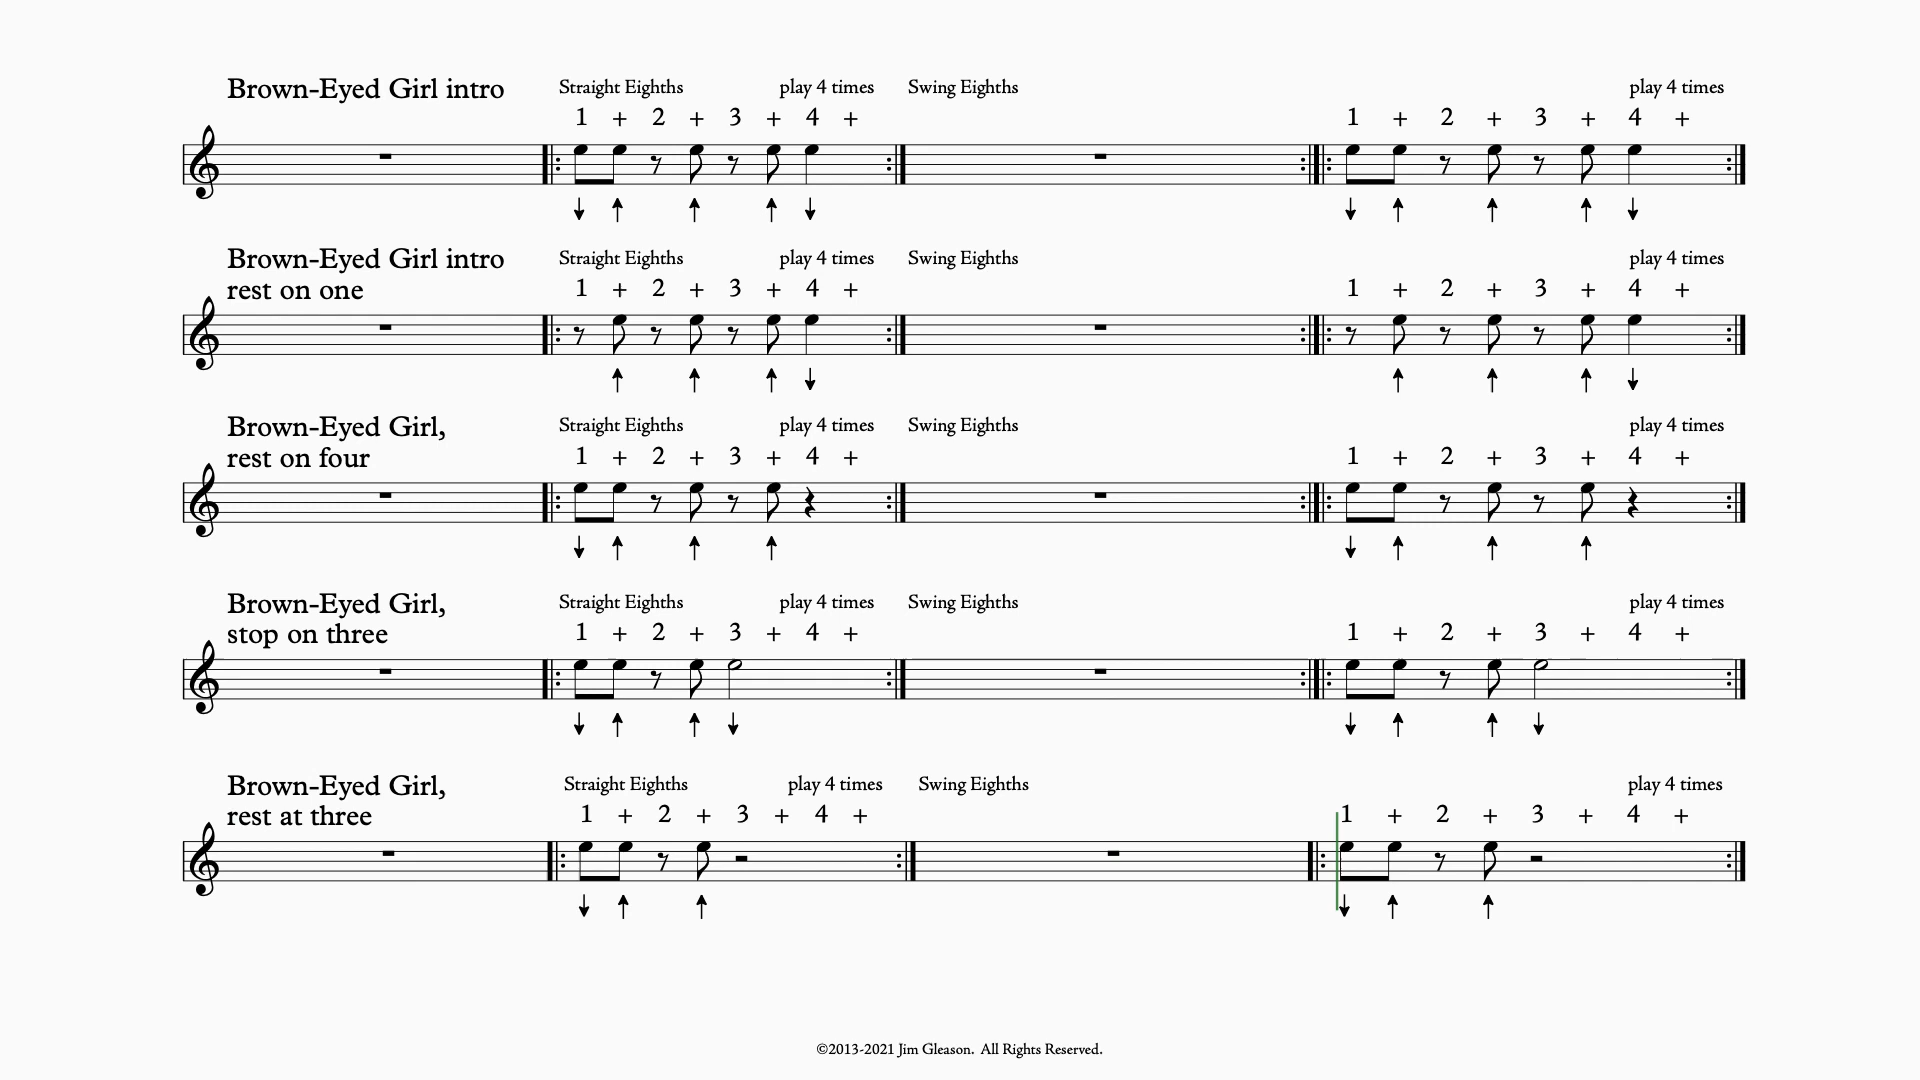 Brown-Eyed Girl intro Straight Eighths play 4 times Swing Eighths play 4 times
1 + 2 + 3 + 4 + 1 + 2 + 3 + 4 +
Brown-Eyed Girl intro Straight Eighths play 4 times Swing Eighths play 4 times
rest on one 1 + 2 + 3 + 4 + 1 + 2 + 3 + 4 +
Brown-Eyed Girl, Straight Eighths play 4 times Swing Eighths play 4 times
rest on four 1 + 2 + 3 + 4 + 1 + 2 + 3 + 4 +
Brown-Eyed Girl, Straight Eighths play 4 times Swing Eighths play 4 times
stop on three 1 + 2 + 3 + 4 + 1 + 2 + 3 + 4 +
Brown-Eyed Girl, Straight Eighths play 4 times Swing Eighths play 4 times
rest at three 1 + 2 + 3 + 4 + 1 + 2 + 3 + 4 +
©2013-2021 Jim Gleason. All Rights Reserved.